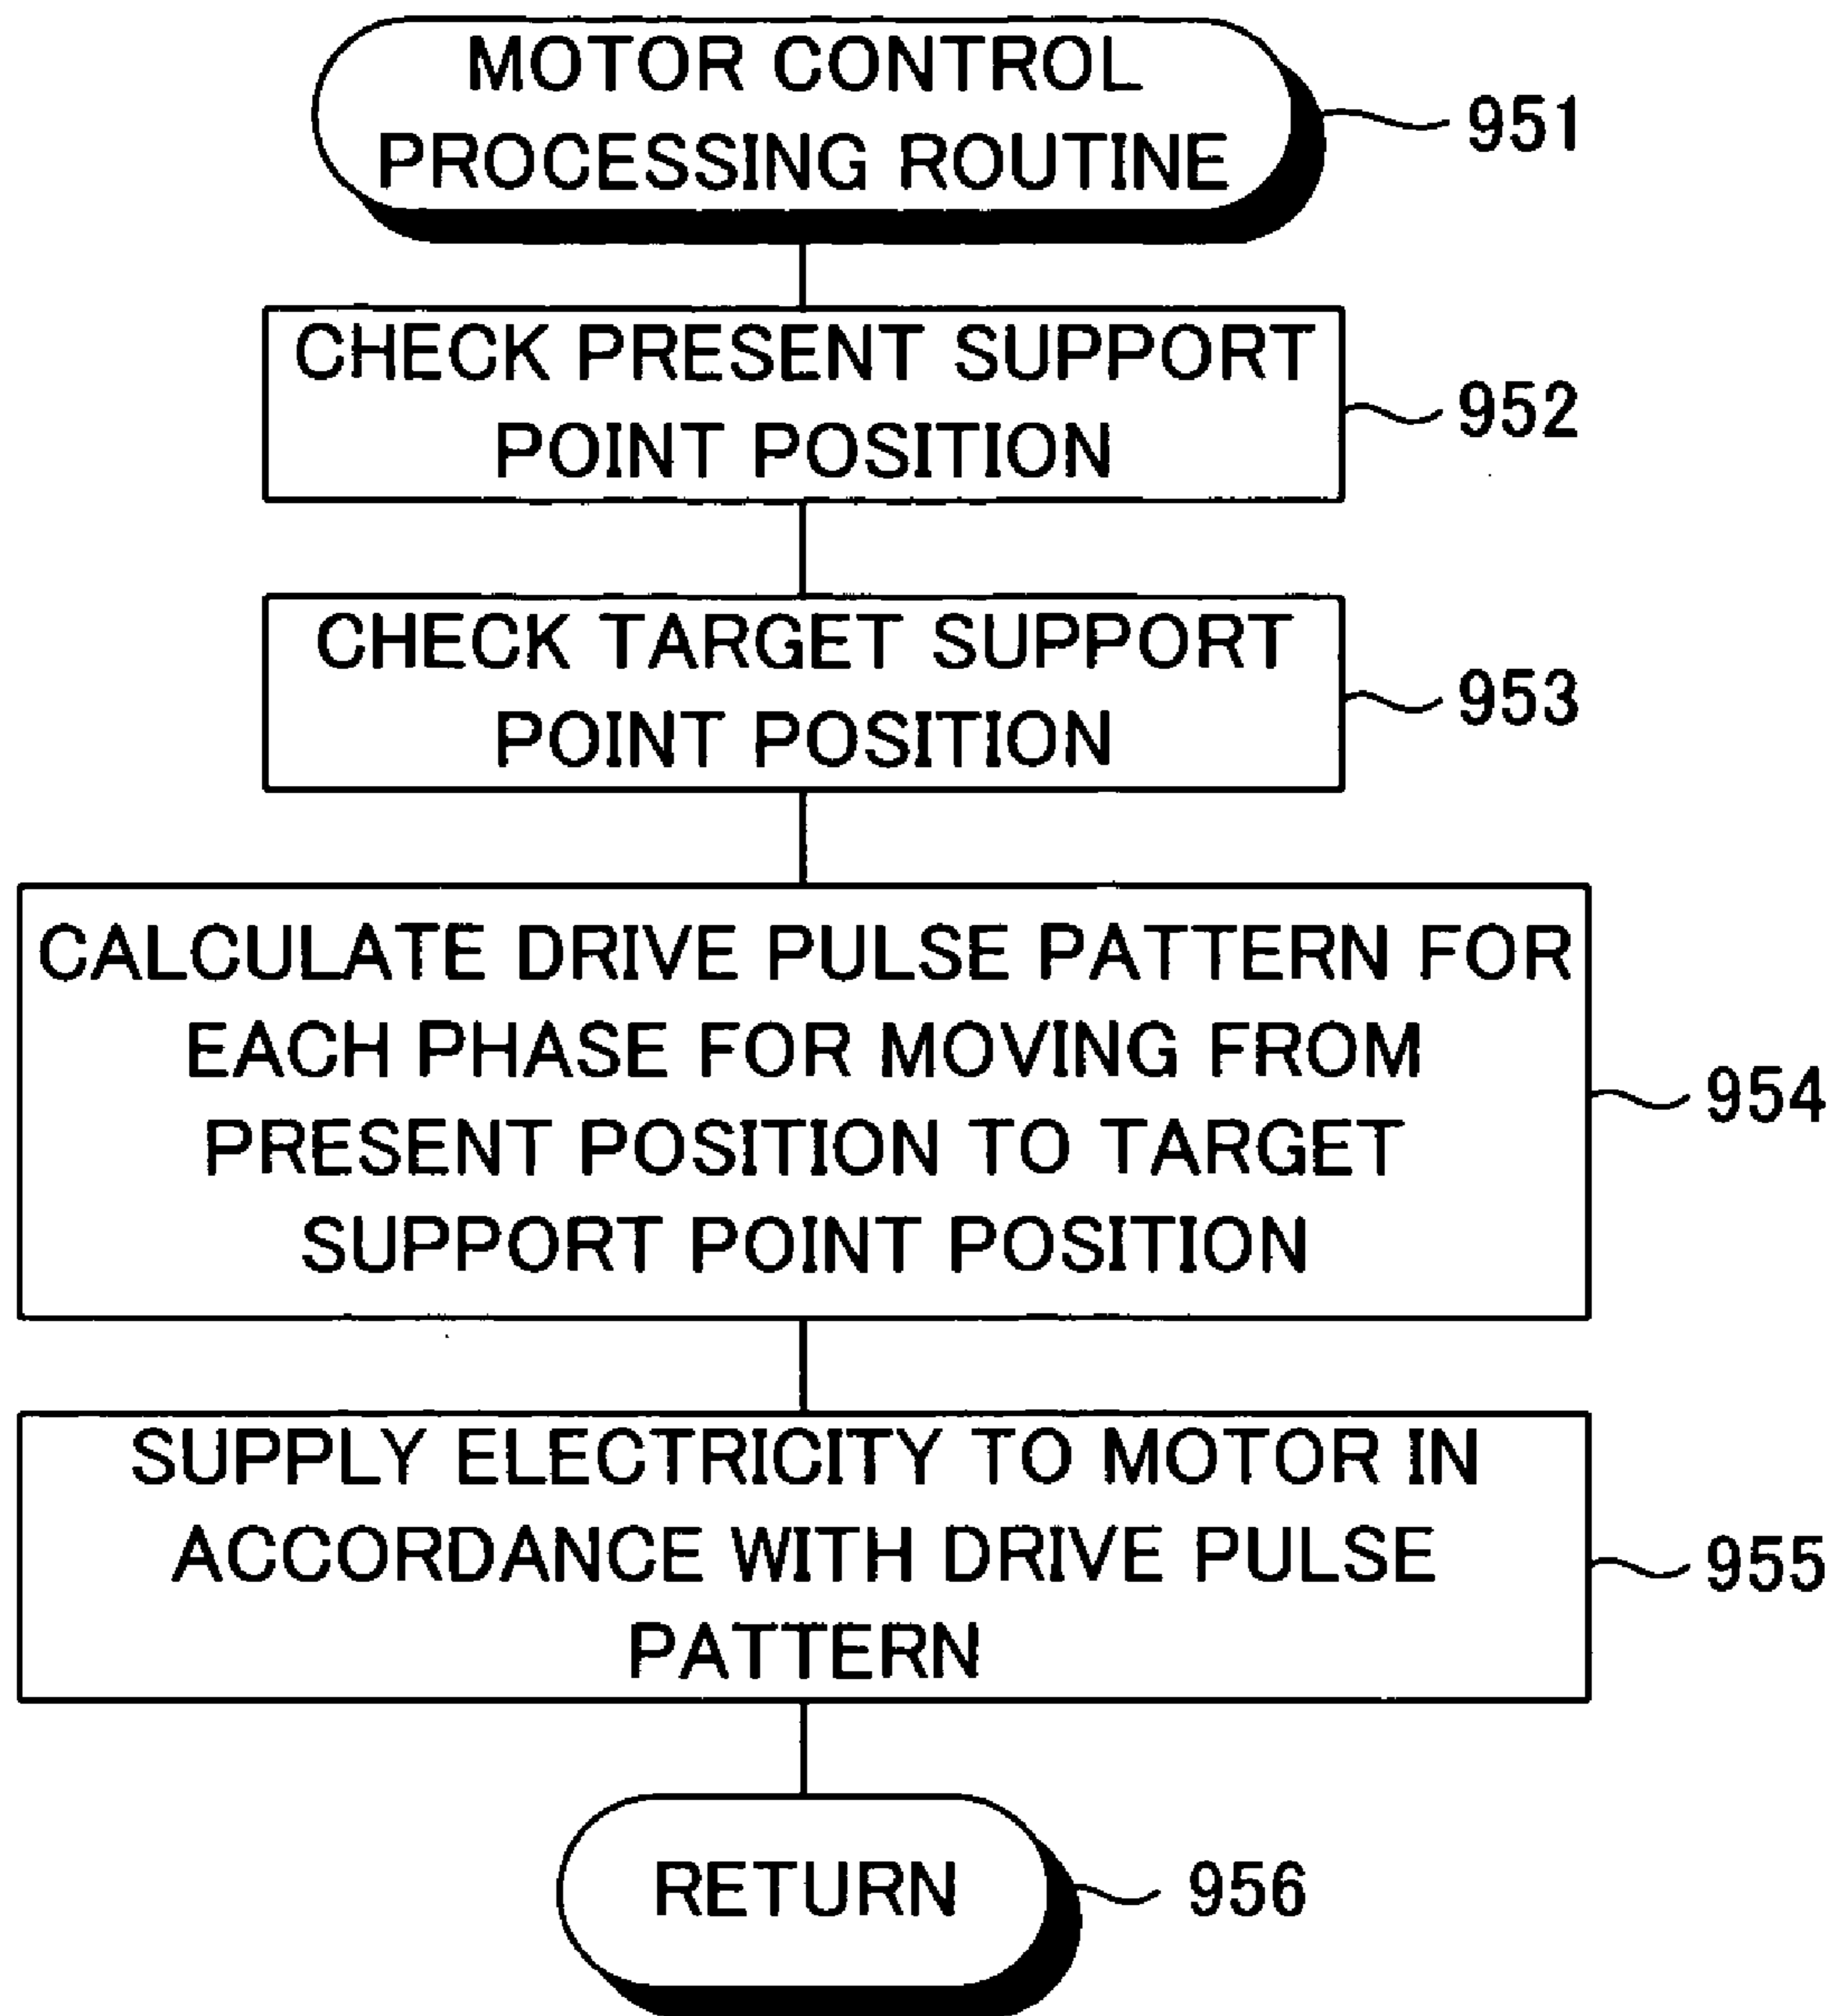 MOTOR CONTROL
PROCESSING ROUTINE
951
CHECK PRESENT SUPPORT
POINT POSITION
952
CHECK TARGET SUPPORT
POINT POSITION
953
CALCULATE DRIVE PULSE PATTERN FOR
EACH PHASE FOR MOVING FROM
PRESENT POSITION TO TARGET
SUPPORT POINT POSITION
954
SUPPLY ELECTRICITY TO MOTOR IN
ACCORDANCE WITH DRIVE PULSE
PATTERN
955
RETURN
956